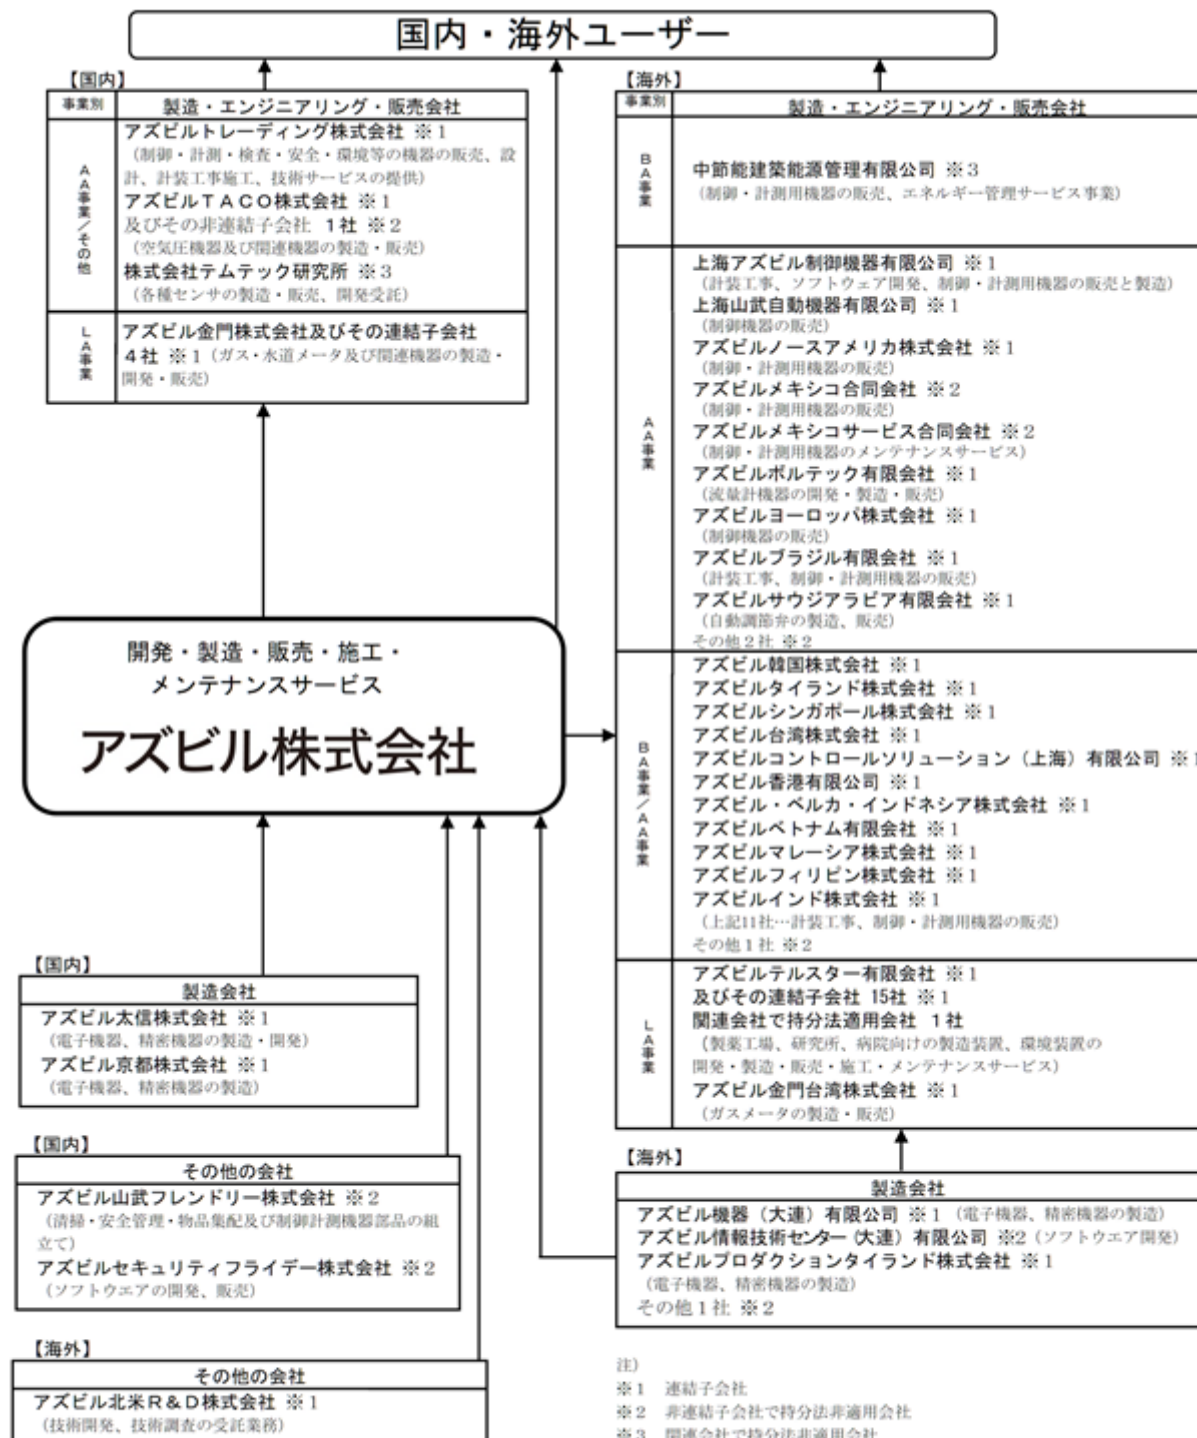 国内・海外ユーザー
【国内】
事業別
製造・エンジニアリング・販売会社
AA事業/その他
アズビルトレーディング株式会社 ※1
(制御・計測・検査・安全・環境等の機器の販売、設
計、計装工事施工、技術サービスの提供)
アズビルTACO株式会社 ※1
及びその非連結子会社 1社 ※2
(空気圧機器及び関連機器の製造・販売)
株式会社テムテック研究所 ※3
(各種センサの製造・販売、開発受託)
LA事業
アズビル金門株式会社及びその連結子会社
4社 ※1(ガス・水道メータ及び関連機器の製造・
開発・販売)
【海外】
事業別
製造・エンジニアリング・販売会社
BA事業
中節能建築能源管理有限公司 ※3
(制御・計測用機器の販売、エネルギー管理サービス事業)
AA事業
上海アズビル制御機器有限公司 ※1
(計装工事、ソフトウェア開発、制御・計測用機器の販売と製造)
上海山武自動機器有限公司 ※1
(制御機器の販売)
アズビルノースアメリカ株式会社 ※1
(制御・計測用機器の販売)
アズビルメキシコ合同会社 ※2
(制御・計測用機器の販売)
アズビルメキシコサービス合同会社 ※2
(制御・計測用機器のメンテナンスサービス)
アズビルボルテック有限会社 ※1
(流量計機器の開発・製造・販売)
アズビルヨーロッパ株式会社 ※1
(制御機器の販売)
アズビルブラジル有限会社 ※1
(計装工事、制御・計測用機器の販売)
アズビルサウジアラビア有限会社 ※1
(自動調節弁の製造、販売)
その他2社 ※2
BA事業/AA事業
アズビル韓国株式会社 ※1
アズビルタイランド株式会社 ※1
アズビルシンガポール株式会社 ※1
アズビル台湾株式会社 ※1
アズビルコントロールソリューション(上海)有限公司 ※1
アズビル香港有限公司 ※1
アズビル・ベルカ・インドネシア株式会社 ※1
アズビルベトナム有限会社 ※1
アズビルマレーシア株式会社 ※1
アズビルフィリピン株式会社 ※1
アズビルインド株式会社 ※1
(上記11社…計装工事、制御・計測用機器の販売)
その他1社 ※2
LA事業
アズビルテルスター有限会社 ※1
及びその連結子会社 15社 ※1
関連会社で持分法適用会社 1社
(製薬工場、研究所、病院向けの製造装置、環境装置の
開発・製造・販売・施工・メンテナンスサービス)
アズビル金門台湾株式会社 ※1
(ガスメータの製造・販売)
開発・製造・販売・施工・
メンテナンスサービス
アズビル株式会社
【国内】
製造会社
アズビル太信株式会社 ※1
(電子機器、精密機器の製造・開発)
アズビル京都株式会社 ※1
(電子機器、精密機器の製造)
【国内】
その他の会社
アズビル山武フレンドリー株式会社 ※2
(清掃・安全管理・物品集配及び制御計測機器部品の組
立て)
アズビルセキュリティフライデー株式会社 ※2
(ソフトウエアの開発、販売)
【海外】
その他の会社
アズビル北米R&D株式会社 ※1
(技術開発、技術調査の受託業務)
【海外】
製造会社
アズビル機器(大連)有限公司 ※1(電子機器、精密機器の製造)
アズビル情報技術センター(大連)有限公司 ※2(ソフトウエア開発)
アズビルプロダクションタイランド株式会社 ※1
(電子機器、精密機器の製造)
その他1社 ※2
注)
※1 連結子会社
※2 非連結子会社で持分法非適用会社
※3 関連会社で持分法非適用会社